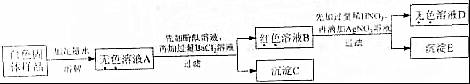 白色固体样品
加足量水
溶解
无色溶液A
先加酚酞溶液,
再加过量BaCl₂溶液
过滤
红色溶液B
沉淀C
先加过量稀HNO₃,
再滴加AgNO₃溶液
过滤
无色溶液D
沉淀E